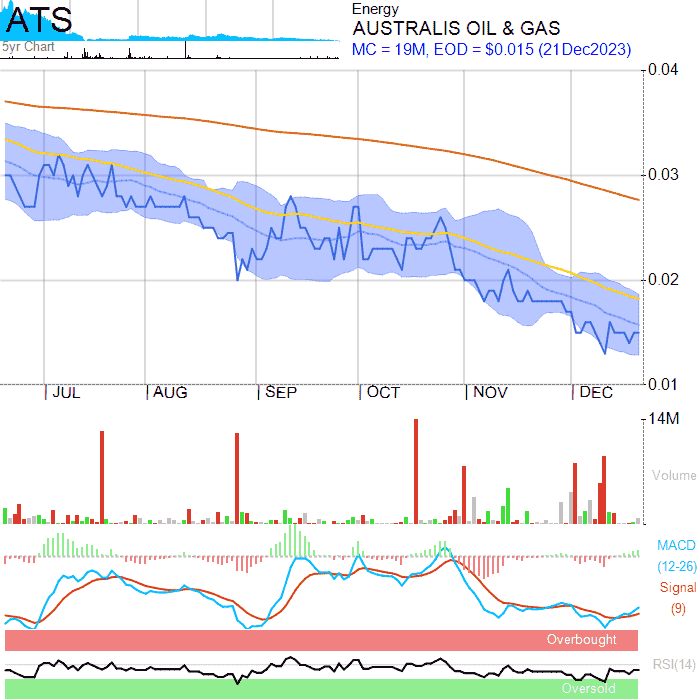 ATS
5yr Chart
Energy
AUSTRALIS OIL & GAS
MC = 19M, EOD = $0.015 (21Dec2023)
0.04
0.03
0.02
0.01
JUL
AUG
SEP
OCT
NOV
DEC
14M
Volume
MACD
(12-26)
Signal
(9)
Overbought
RSI(14)
Oversold